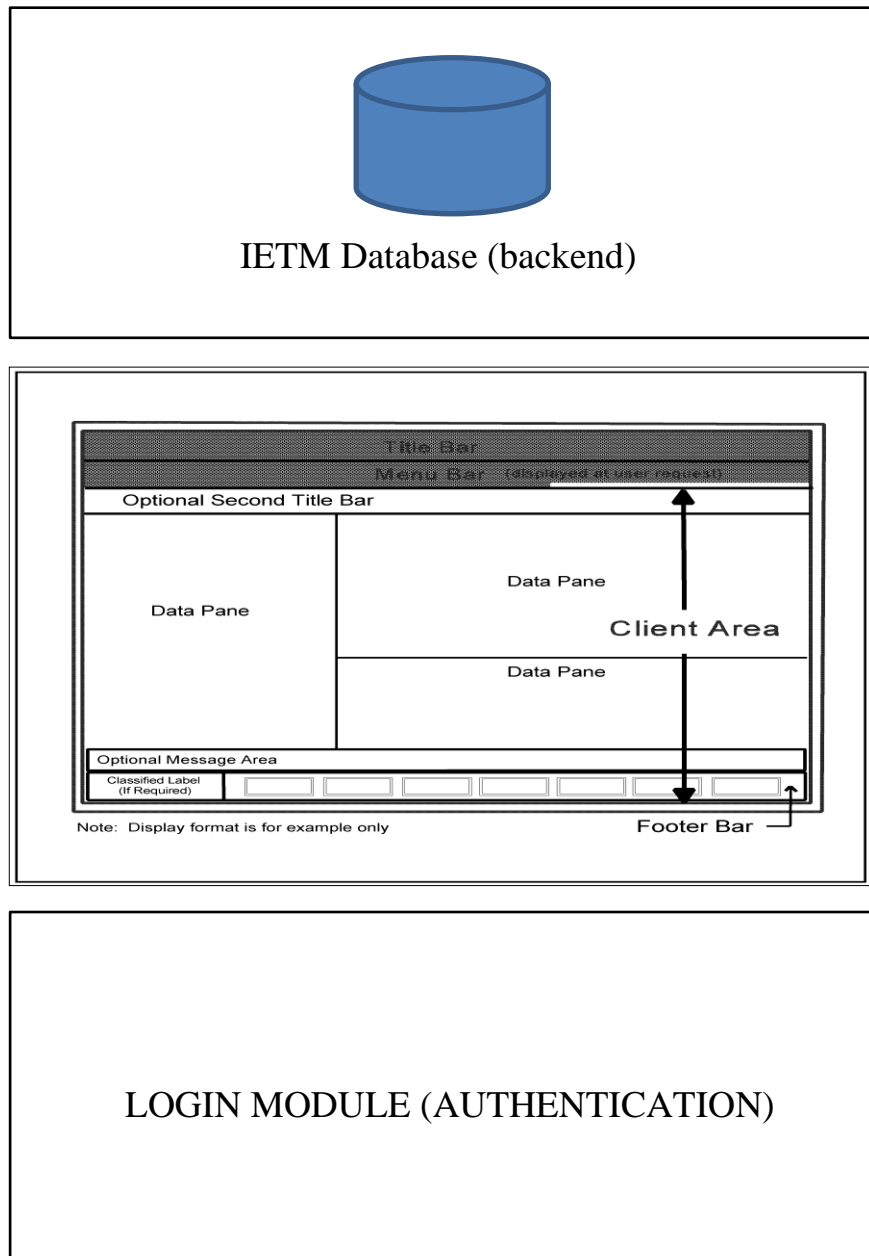 IETM Database (backend)
Title Bar
Menu Bar (displayed at user request)
Optional Second Title Bar
Data Pane
Data Pane
Client Area
Data Pane
Optional Message Area
Classified Label
(If Required)
Note: Display format is for example only
Footer Bar
LOGIN MODULE (AUTHENTICATION)